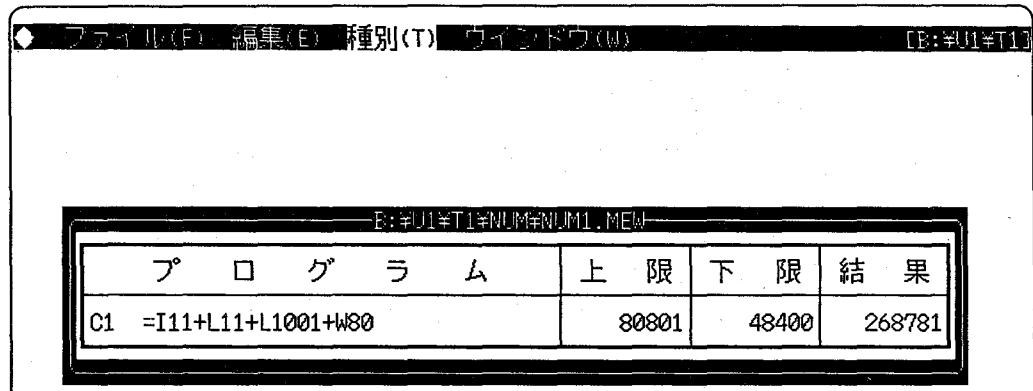 ファイル(F) 編集(E) 種別(T) ウインドウ(W) [B:¥U1¥T1]
B:¥U1¥T1¥NUM¥NUM1.MEW
プログラム 上限 下限 結果
C1 =I11+L11+L1001+W80 80801 48400 268781